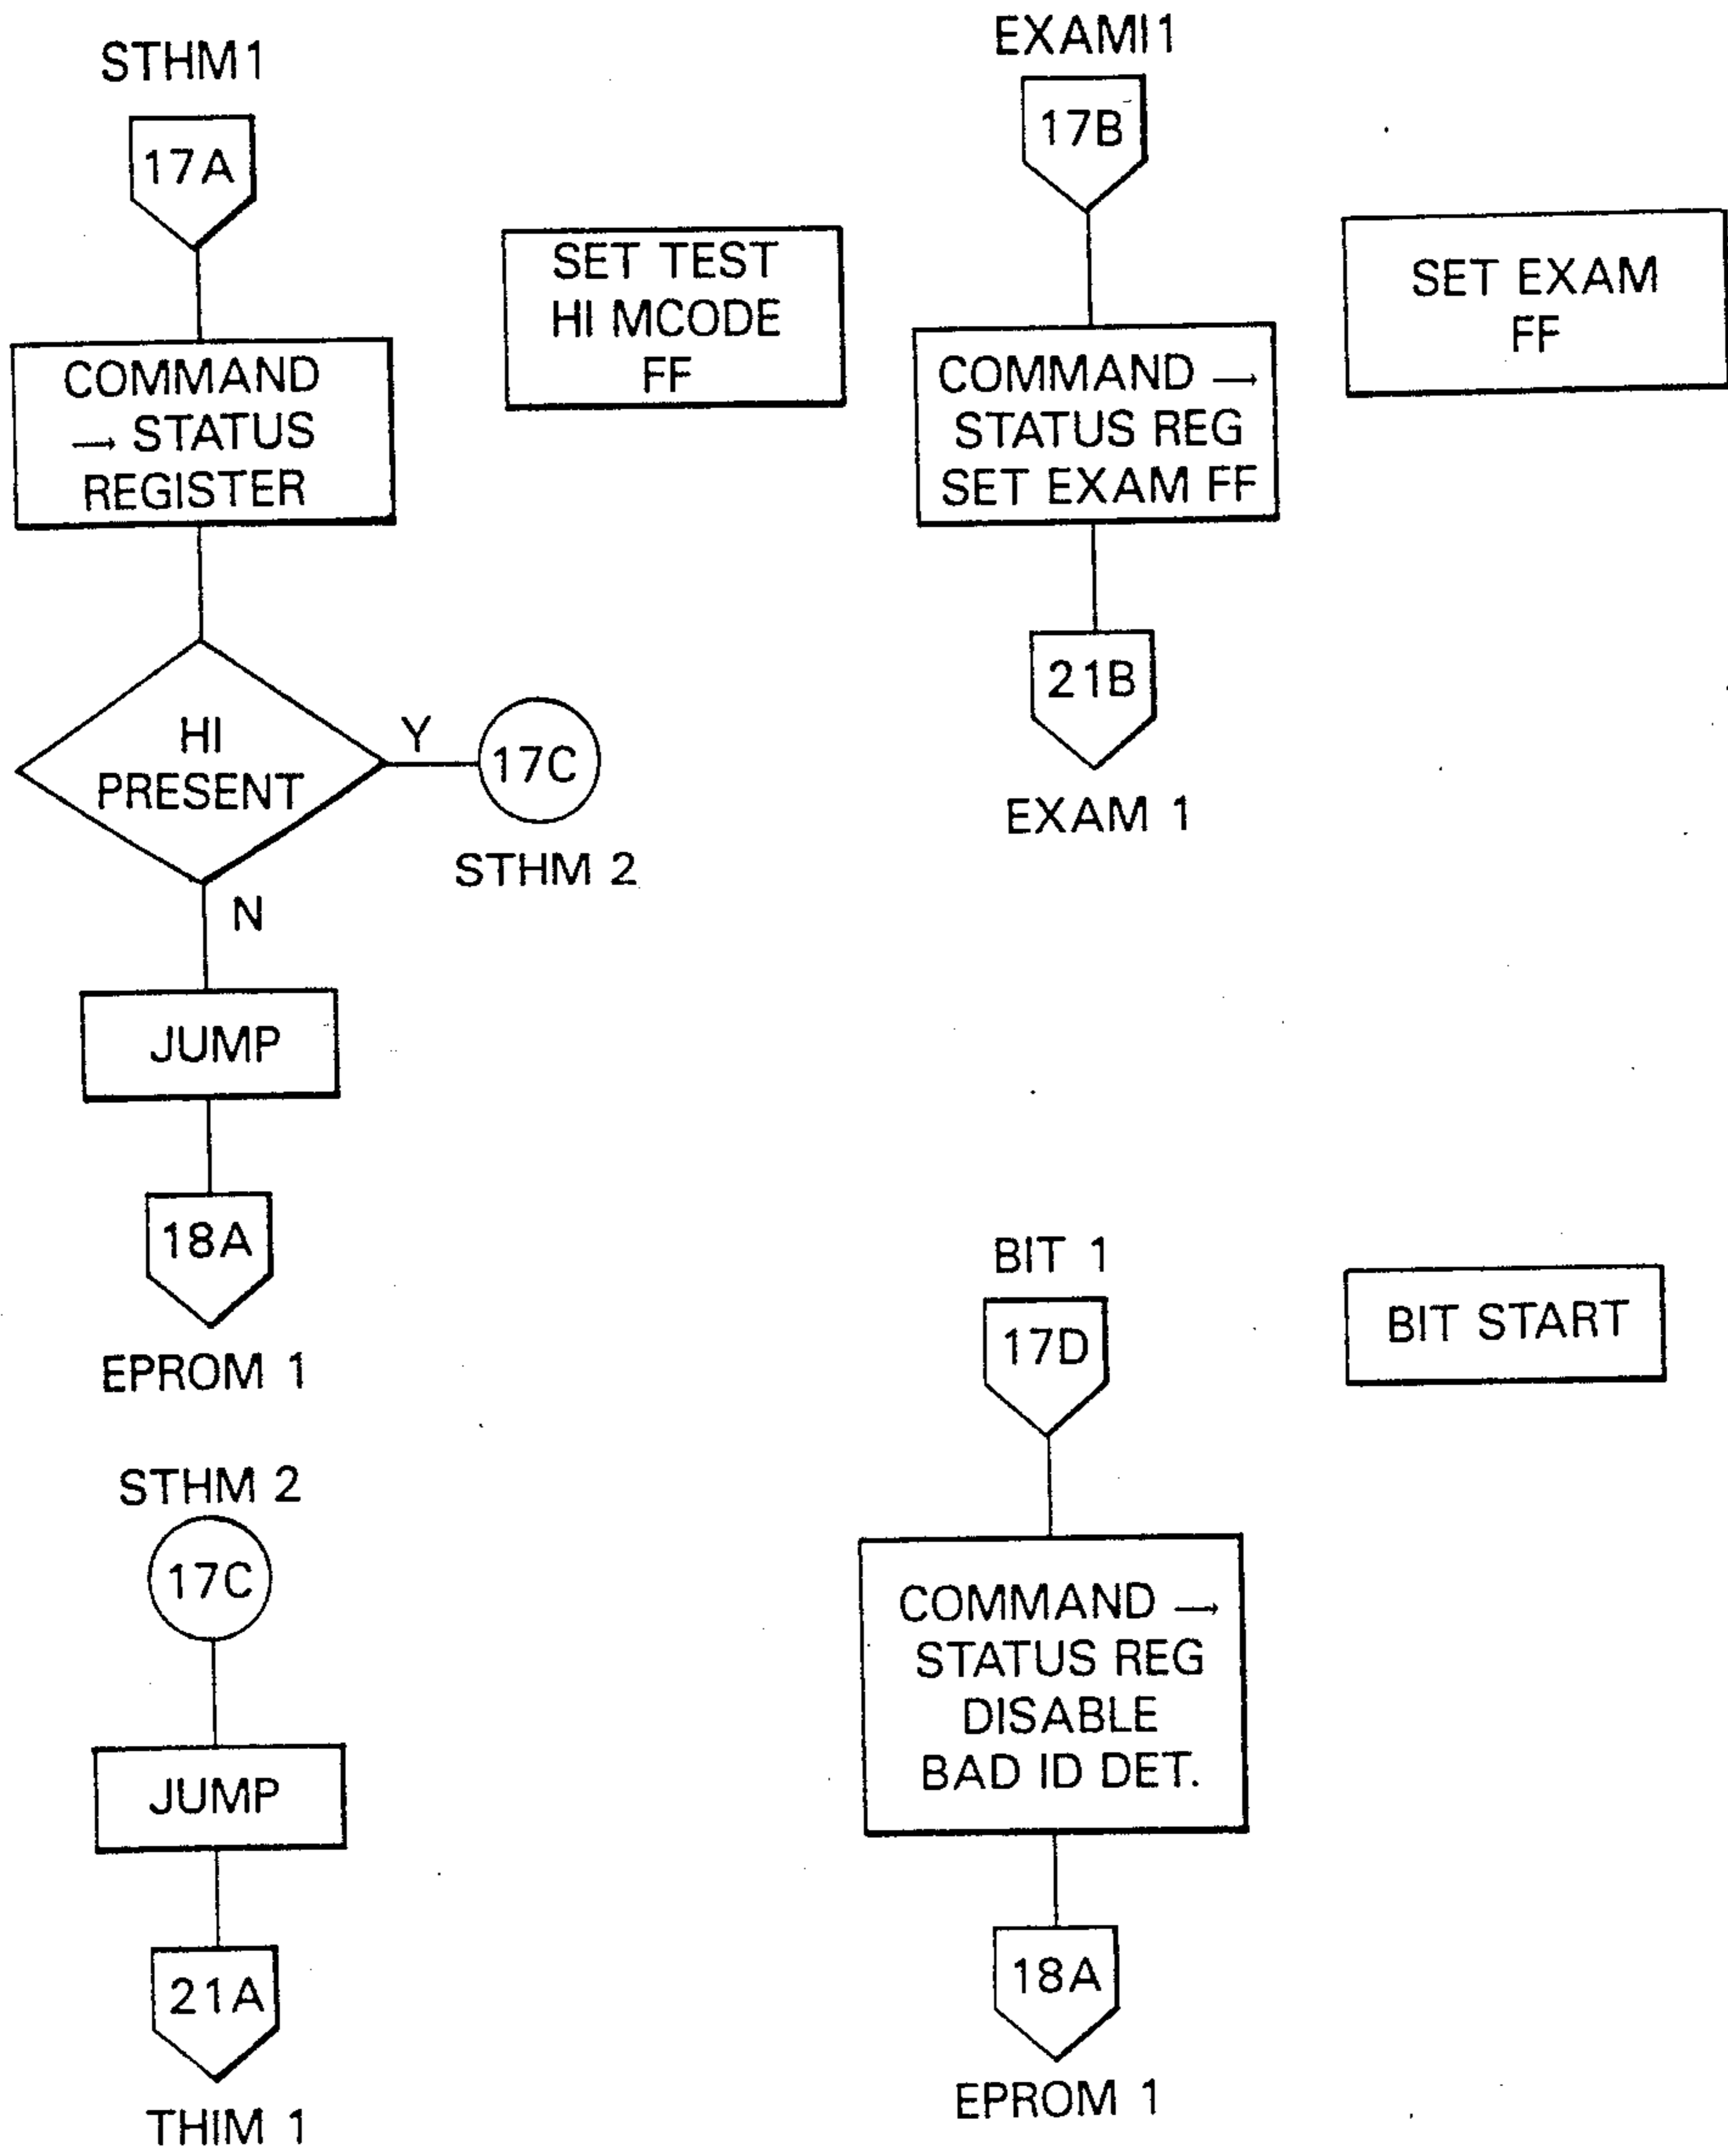 STHM1
17A
COMMAND
→ STATUS
REGISTER
HI
PRESENT
Y
17C
STHM 2
N
JUMP
18A
EPROM 1
SET TEST
HI MCODE
FF
EXAMI1
17B
COMMAND →
STATUS REG
SET EXAM FF
21B
EXAM 1
SET EXAM
FF
STHM 2
17C
JUMP
21A
THIM 1
BIT 1
17D
COMMAND →
STATUS REG
DISABLE
BAD ID DET.
18A
EPROM 1
BIT START